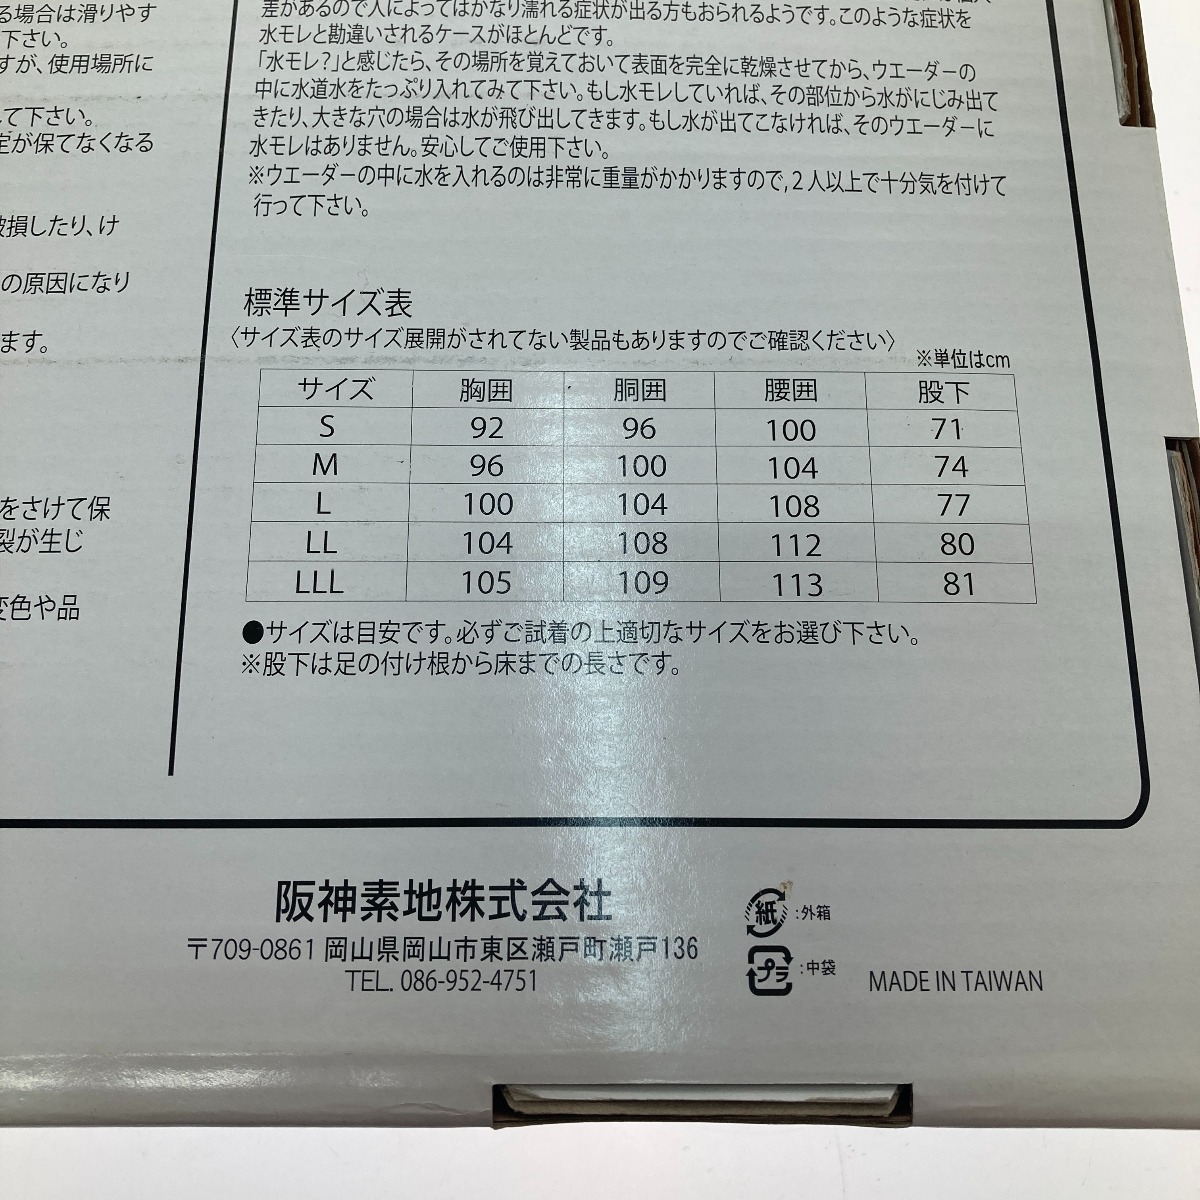 る場合は滑りやす
下さい。
すが、使用場所に
て下さい。
定が保てなくなる
破損したり、け
の原因になり
ます。
をさけて保
裂が生じ
変色や品
差があるので人によってはかなり濡れる症状が出る方もおられるようです。このような症状を
水モレと勘違いされるケースがほとんどです。
「水モレ?」と感じたら、その場所を覚えておいて表面を完全に乾燥させてから、ウエーダーの
中に水道水をたっぷり入れてみて下さい。もし水モレしていれば、その部位から水がにじみ出て
きたり、大きな穴の場合は水が飛び出してきます。もし水が出てこなければ、そのウエーダーに
水モレはありません。安心してご使用下さい。
※ウエーダーの中に水を入れるのは非常に重量がかかりますので、2人以上で十分気を付けて
行って下さい。
標準サイズ表
〈サイズ表のサイズ展開がされてない製品もありますのでご確認ください〉
※単位はcm
サイズ 胸囲 胴囲 腰囲 股下
S 92 96 100 71
M 96 100 104 74
L 100 104 108 77
LL 104 108 112 80
LLL 105 109 113 81
●サイズは目安です。必ずご試着の上適切なサイズをお選び下さい。
※股下は足の付け根から床までの長さです。
阪神素地株式会社
〒709-0861 岡山県岡山市東区瀬戸町瀬戸136
TEL. 086-952-4751
紙 :外箱
プラ :中袋
MADE IN TAIWAN